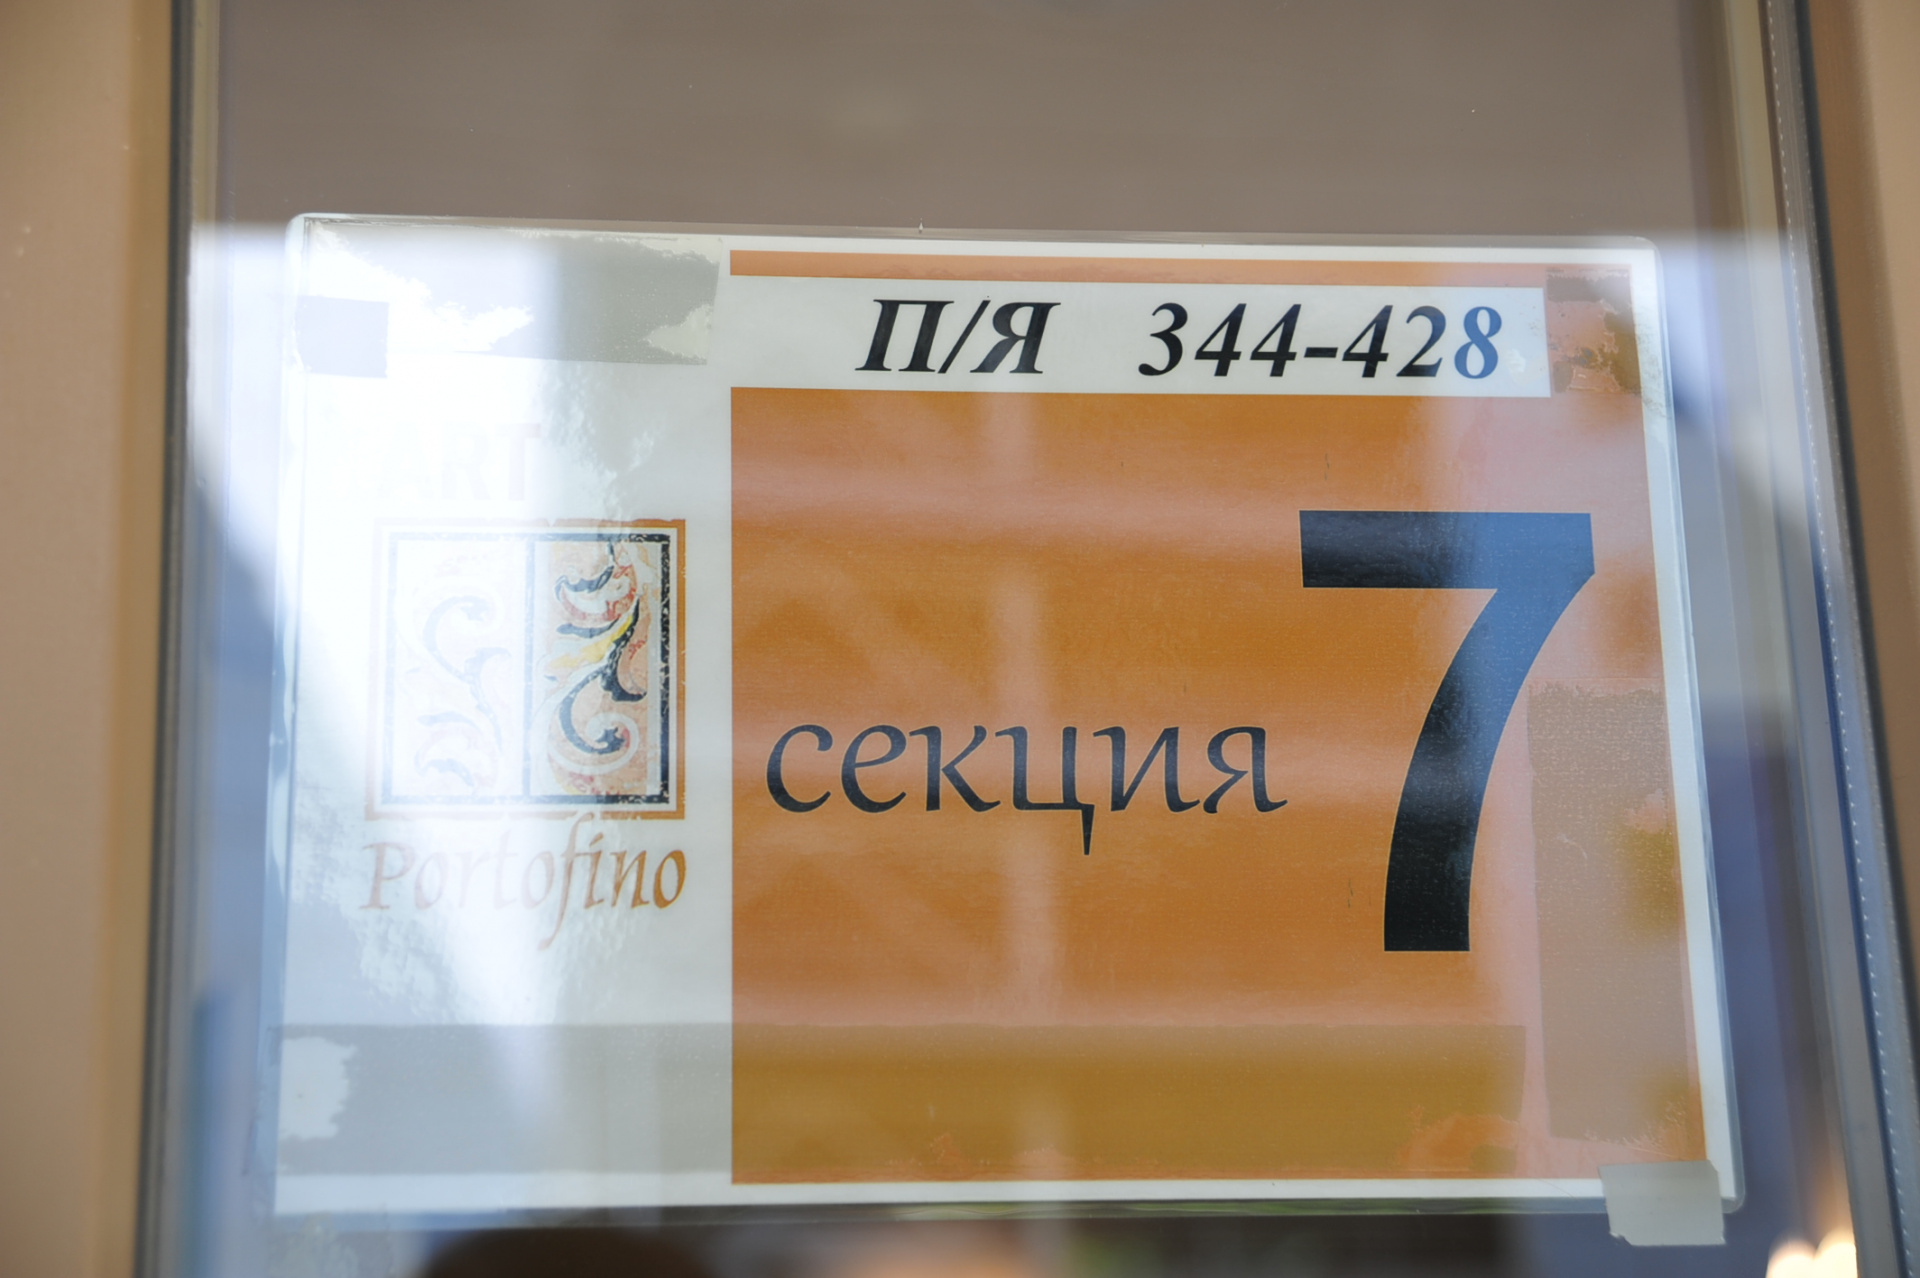 П/Я 344-428
ART
Portofino
секция 7